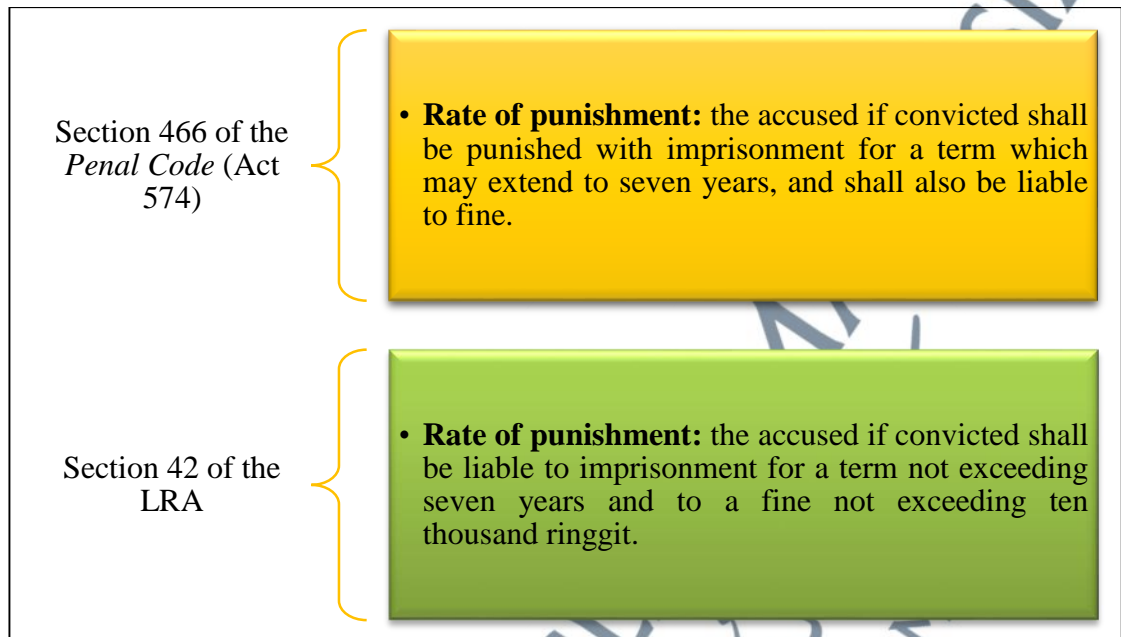 Section 466 of the
Penal Code (Act
574)
• Rate of punishment: the accused if convicted shall
be punished with imprisonment for a term which
may extend to seven years, and shall also be liable
to fine.
Section 42 of the
LRA
• Rate of punishment: the accused if convicted shall
be liable to imprisonment for a term not exceeding
seven years and to a fine not exceeding ten
thousand ringgit.